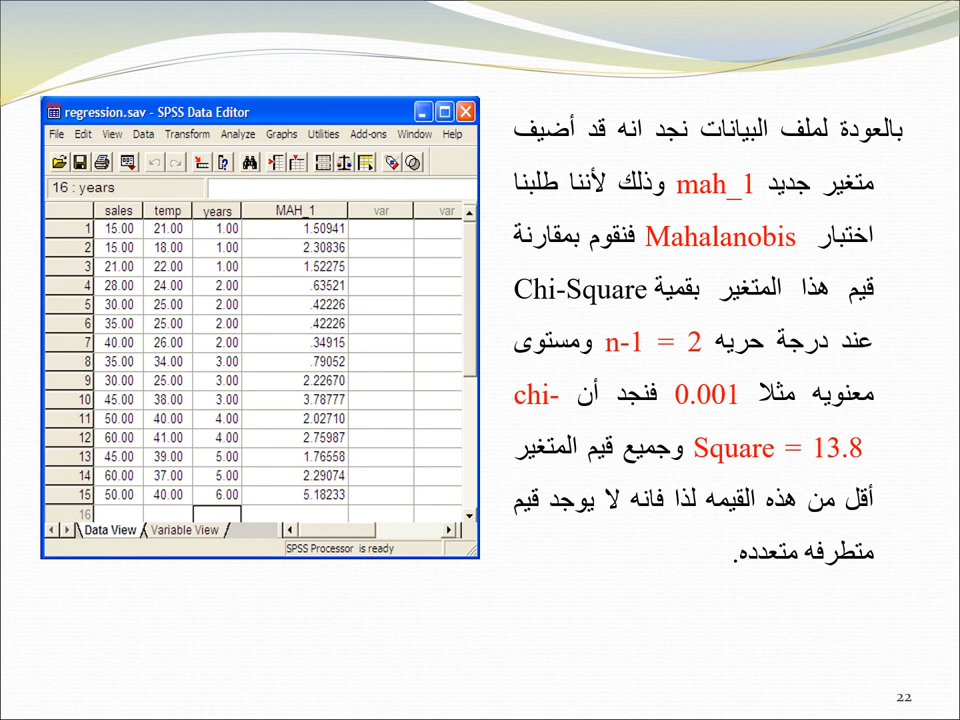 regression.sav - SPSS Data Editor
File Edit View Data Transform Analyze Graphs Utilities Add-ons Window Help
16 : years
sales temp years MAH_1 var var
1 15.00 21.00 1.00 1.50941
2 15.00 18.00 1.00 2.30836
3 21.00 22.00 1.00 1.52275
4 28.00 24.00 2.00 .63521
5 30.00 25.00 2.00 .42226
6 35.00 25.00 2.00 .42226
7 40.00 26.00 2.00 .34915
8 35.00 34.00 3.00 .79052
9 30.00 25.00 3.00 2.22670
10 45.00 38.00 3.00 3.78777
11 50.00 40.00 4.00 2.02710
12 60.00 41.00 4.00 2.75987
13 45.00 39.00 5.00 1.76558
14 60.00 37.00 5.00 2.29074
15 50.00 40.00 6.00 5.18233
16
Data View Variable View
SPSS Processor is ready
بالعودة لملف البيانات نجد انه قد أضيف
متغير جديد mah_1 وذلك لأننا طلبنا
اختبار Mahalanobis فنقوم بمقارنة
قيم هذا المتغير بقمية Chi-Square
عند درجة حريه n-1 = 2 ومستوى
معنويه مثلا 0.001 فنجد أن chi-
Square = 13.8 وجميع قيم المتغير
أقل من هذه القيمه لذا فانه لا يوجد قيم
متطرفه متعدده.
22